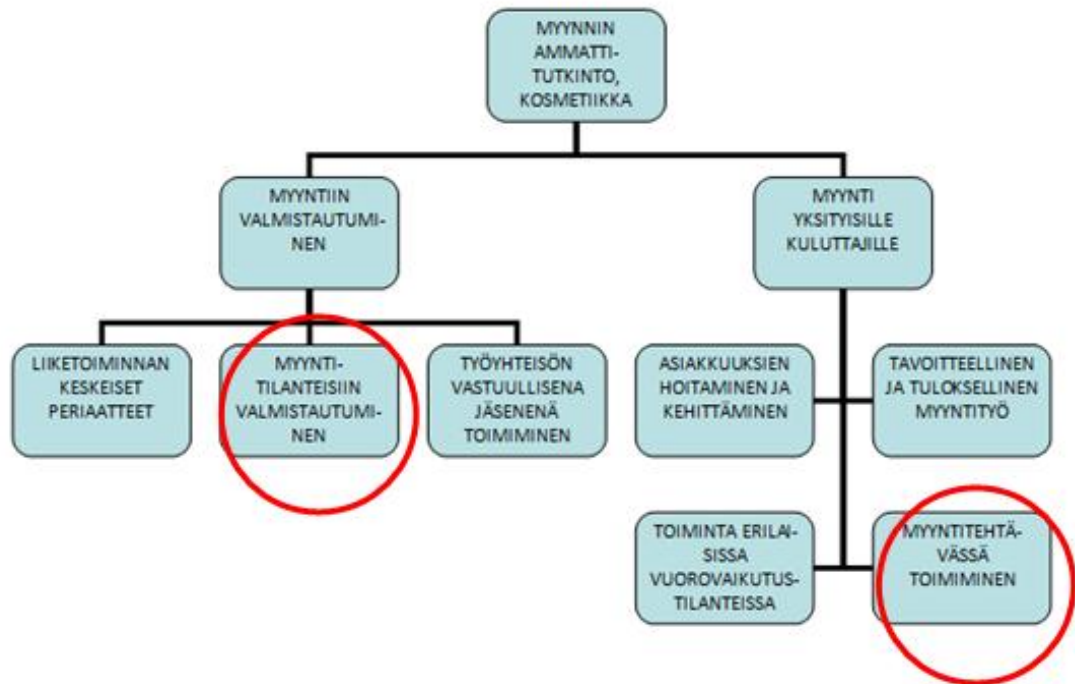 MYYNNIN
AMMATTI-
TUTKINTO,
KOSMETIIKKA
MYYNTIIN
VALMISTAUTUMI-
NEN
MYYNTI
YKSITYISILLE
KULUTTAJILLE
LIIKETOIMINNAN
KESKEISET
PERIAATTEET
MYYNTI-
TILANTEISIIN
VALMISTAUTUMI-
NEN
TYÖYHTEISÖN
VASTUULLISENA
JÄSENENÄ
TOIMIMINEN
ASIAKKUUKSIEN
HOITAMINEN JA
KEHITTÄMINEN
TAVOITTEELLINEN
JA TULOKSELLINEN
MYYNTITYÖ
TOIMINTA ERILAI-
SISSA
VUOROVAIKUTUS-
TILANTEISSA
MYYNTITEHTÄ-
VÄSSÄ
TOIMIMINEN